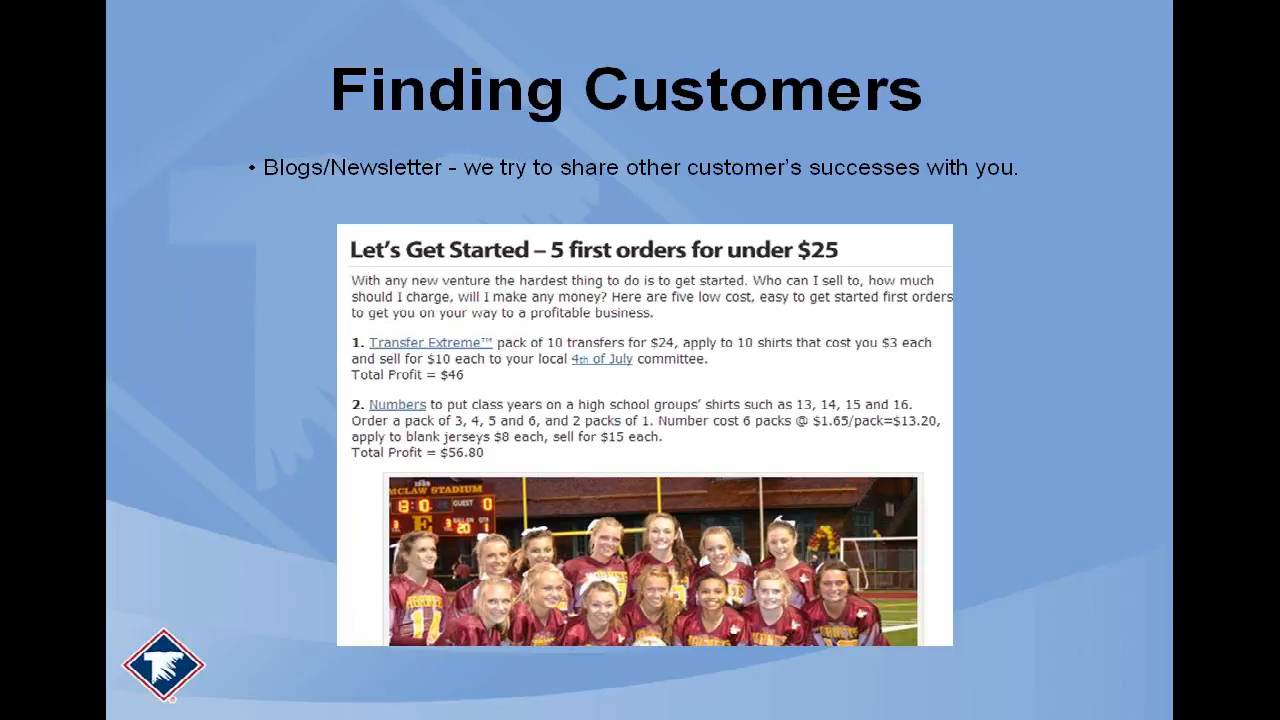 Finding Customers
• Blogs/Newsletter - we try to share other customer's successes with you.
Let's Get Started – 5 first orders for under $25
With any new venture the hardest thing to do is to get started. Who can I sell to, how much
should I charge, will I make any money? Here are five low cost, easy to get started first orders
to get you on your way to a profitable business.
1. Transfer Extreme™ pack of 10 transfers for $24, apply to 10 shirts that cost you $3 each
and sell for $10 each to your local 4th of July committee.
Total Profit = $46
2. Numbers to put class years on a high school groups' shirts such as 13, 14, 15 and 16.
Order a pack of 3, 4, 5 and 6, and 2 packs of 1. Number cost 6 packs @ $1.65/pack=$13.20,
apply to blank jerseys $8 each, sell for $15 each.
Total Profit = $56.80
MCLAW STADIUM
8:0 GUEST 0
E 20 1
HORNETS
11